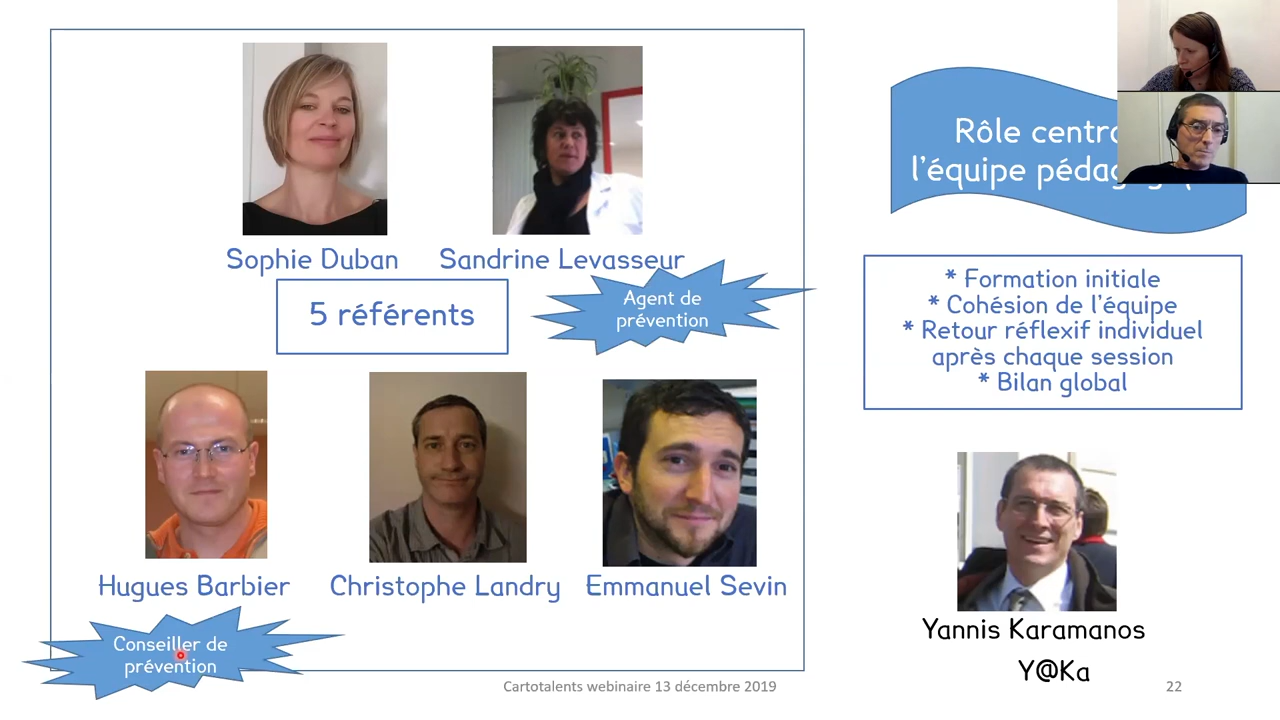 Sophie Duban
Sandrine Levasseur
5 référents
Agent de
prévention
Hugues Barbier
Christophe Landry
Emmanuel Sevin
Conseiller de
prévention
Rôle
l'équipe
* Formation initiale
* Cohésion de l'équipe
* Retour réflexif individuel
après chaque session
* Bilan global
Yannis Karamanos
Y@Ka
Cartotalents webinaire 13 décembre 2019
22